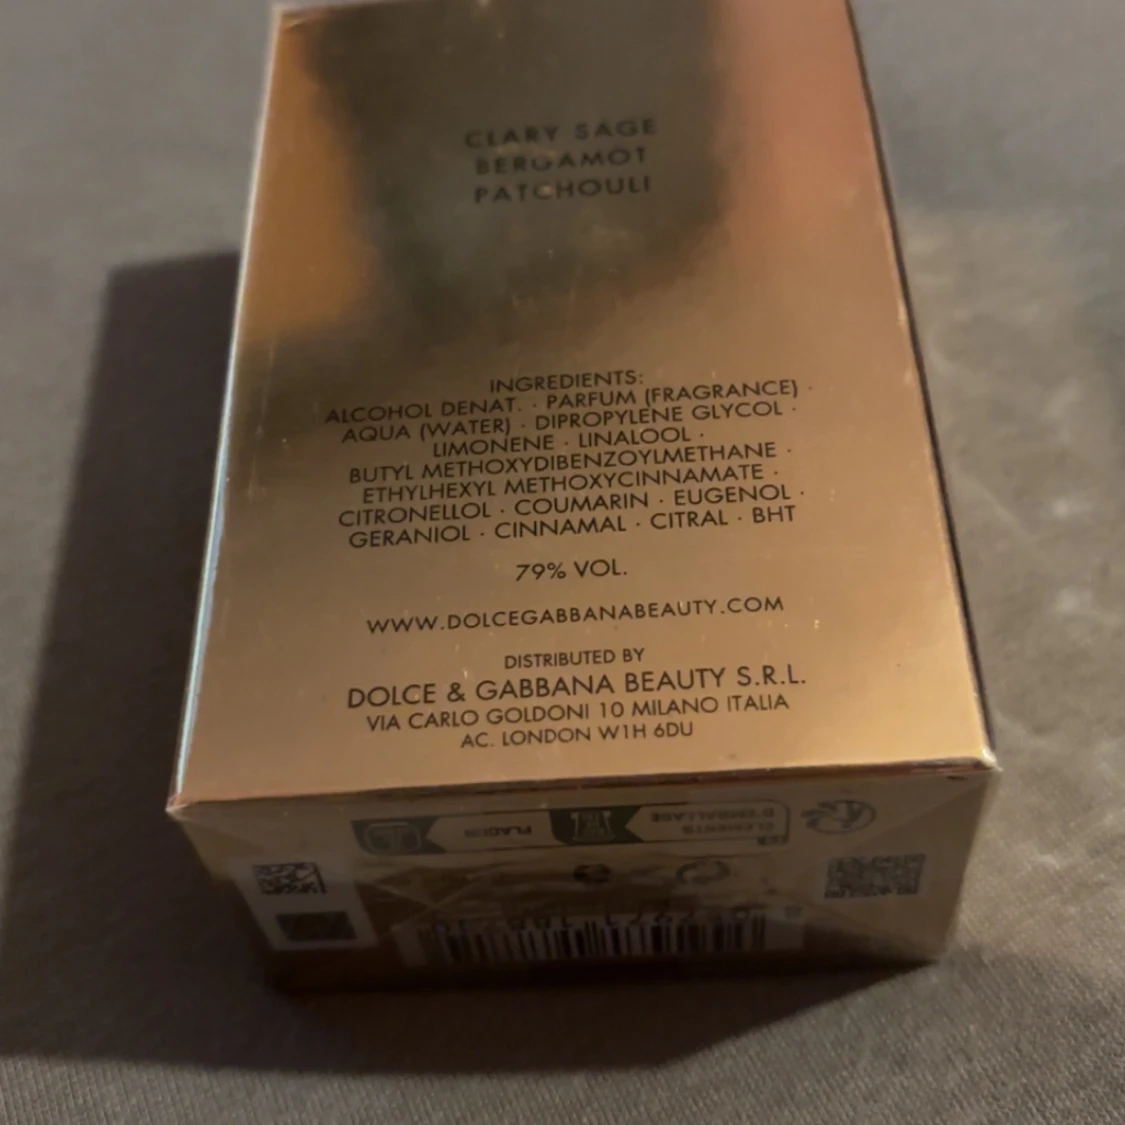 CLARY SAGE
BERGAMOT
PATCHOULI
INGREDIENTS:
ALCOHOL DENAT. · PARFUM (FRAGRANCE) ·
AQUA (WATER) · DIPROPYLENE GLYCOL ·
LIMONENE · LINALOOL ·
BUTYL METHOXYDIBENZOYLMETHANE ·
ETHYLHEXYL METHOXYCINNAMATE ·
CITRONELLOL · COUMARIN · EUGENOL ·
GERANIOL · CINNAMAL · CITRAL · BHT
79% VOL.
WWW.DOLCEGABBANABEAUTY.COM
DISTRIBUTED BY
DOLCE & GABBANA BEAUTY S.R.L.
VIA CARLO GOLDONI 10 MILANO ITALIA
AC. LONDON W1H 6DU
ÉLÉMENTS
D'EMBALLAGE